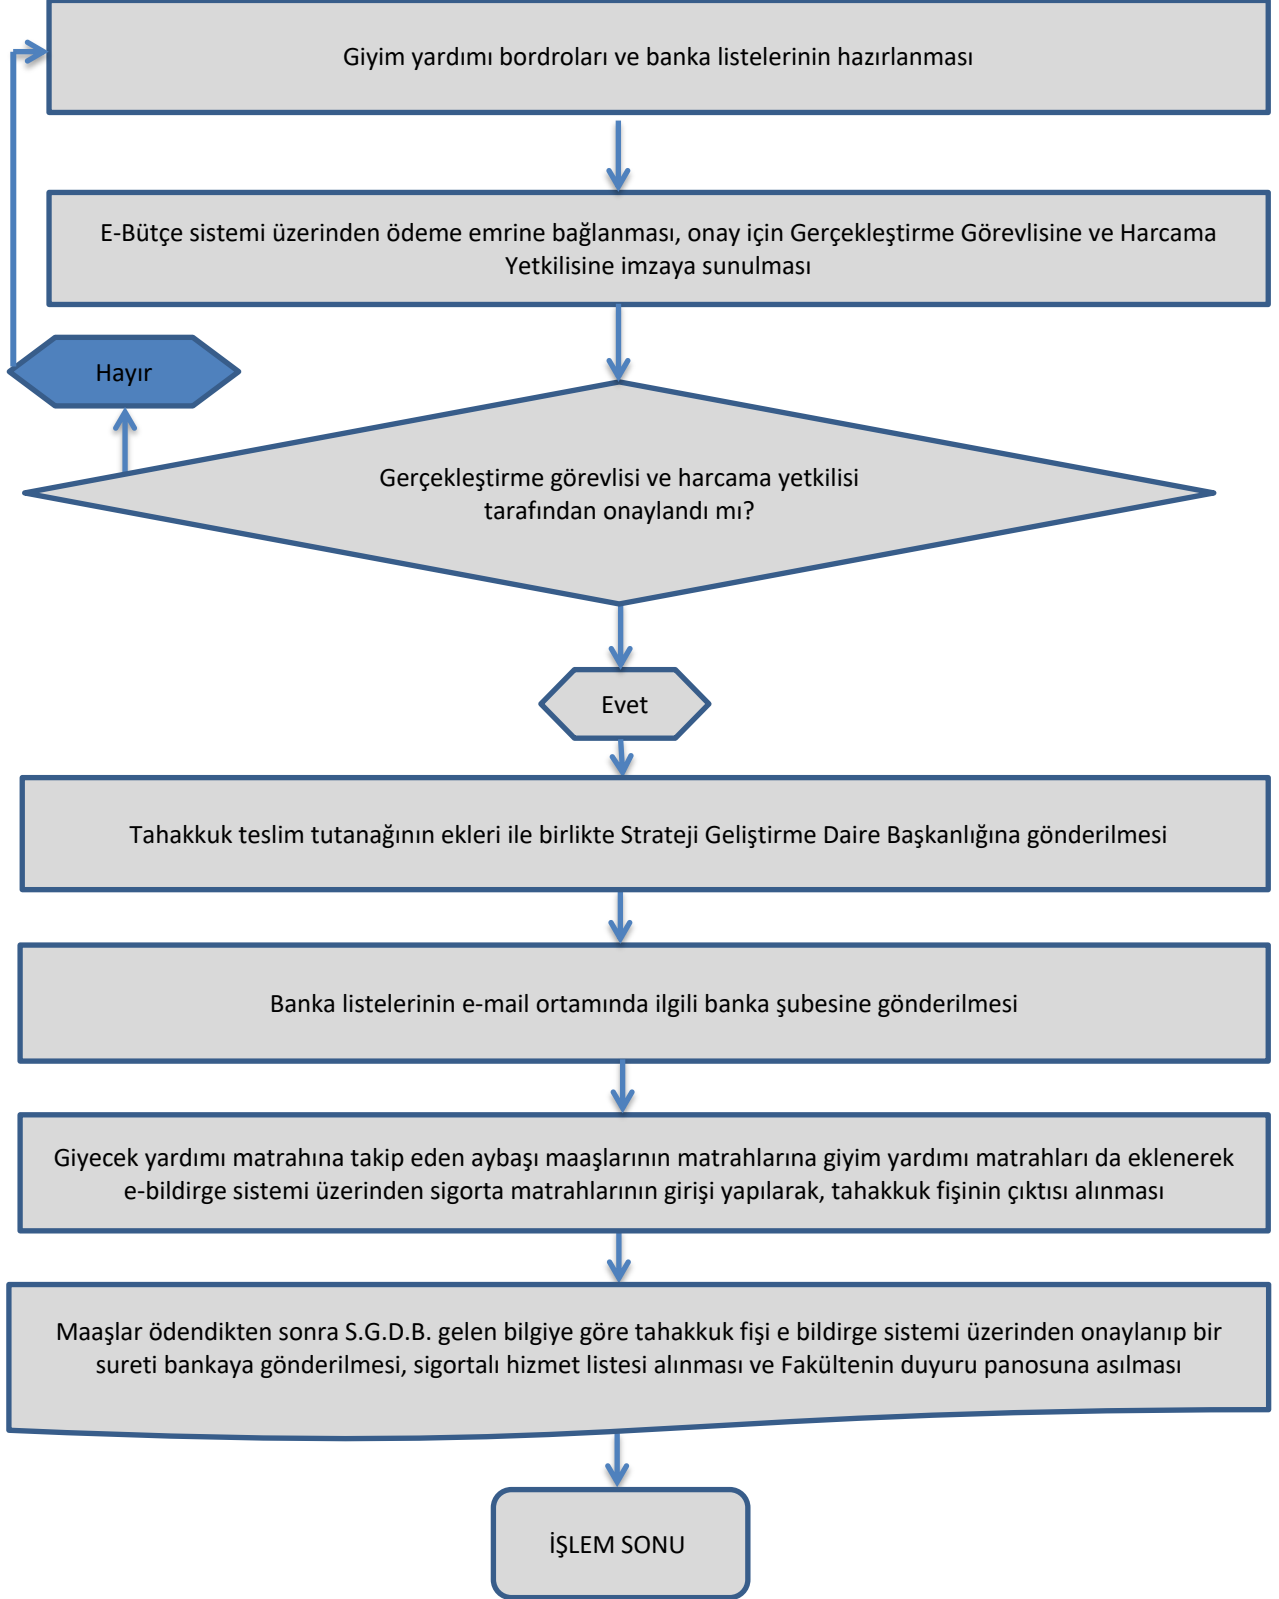 Giyim yardımı bordroları ve banka listelerinin hazırlanması
E-Bütçe sistemi üzerinden ödeme emrine bağlanması, onay için Gerçekleştirme Görevlisine ve Harcama
Yetkilisine imzaya sunulması
Hayır
Gerçekleştirme görevlisi ve harcama yetkilisi
tarafından onaylandı mı?
Evet
Tahakkuk teslim tutanağının ekleri ile birlikte Strateji Geliştirme Daire Başkanlığına gönderilmesi
Banka listelerinin e-mail ortamında ilgili banka şubesine gönderilmesi
Giyecek yardımı matrahına takip eden aybaşı maaşlarının matrahlarına giyim yardımı matrahları da eklenerek
e-bildirge sistemi üzerinden sigorta matrahlarının girişi yapılarak, tahakkuk fişinin çıktısı alınması
Maaşlar ödendikten sonra S.G.D.B. gelen bilgiye göre tahakkuk fişi e bildirge sistemi üzerinden onaylanıp bir
sureti bankaya gönderilmesi, sigortalı hizmet listesi alınması ve Fakültenin duyuru panosuna asılması
İŞLEM SONU